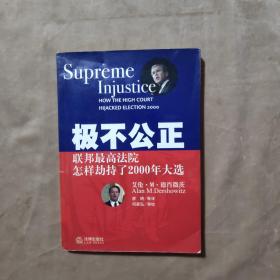 Supreme
Injustice
HOW THE HIGH COURT
HIJACKED ELECTION 2000
极不公正
联邦最高法院
怎样劫持了2000年大选
艾伦·M·德肖微茨
Alan M.Dershowitz
法律出版社